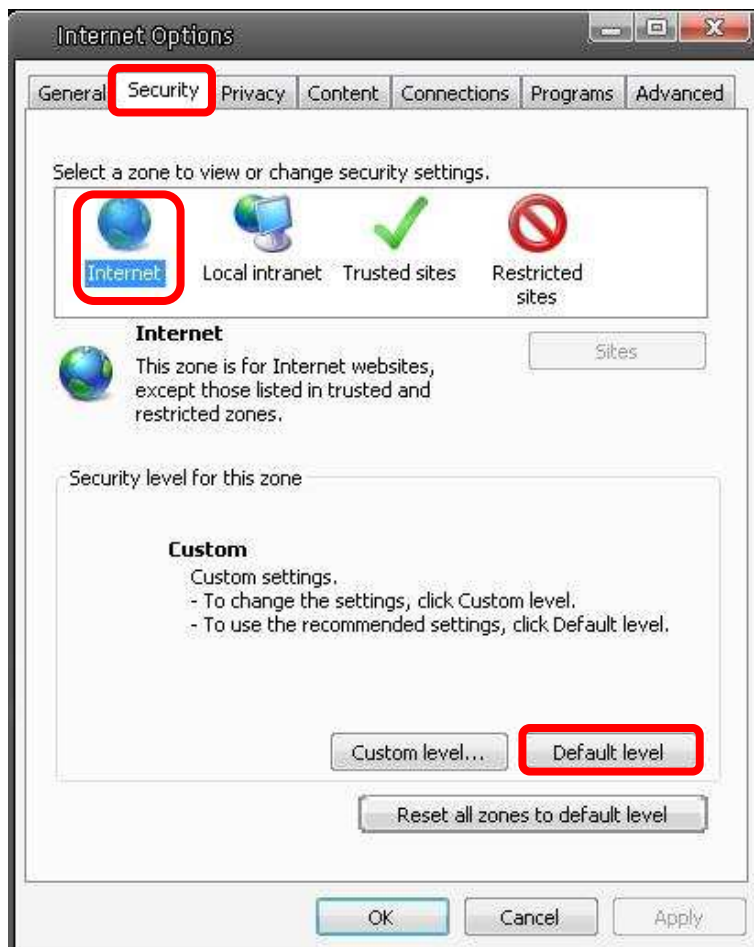 Internet Options
General Security Privacy Content Connections Programs Advanced
Select a zone to view or change security settings.
Internet Local intranet Trusted sites Restricted
sites
Internet
Sites
This zone is for Internet websites,
except those listed in trusted and
restricted zones.
Security level for this zone
Custom
Custom settings.
- To change the settings, click Custom level.
- To use the recommended settings, click Default level.
Custom level... Default level
Reset all zones to default level
OK Cancel Apply